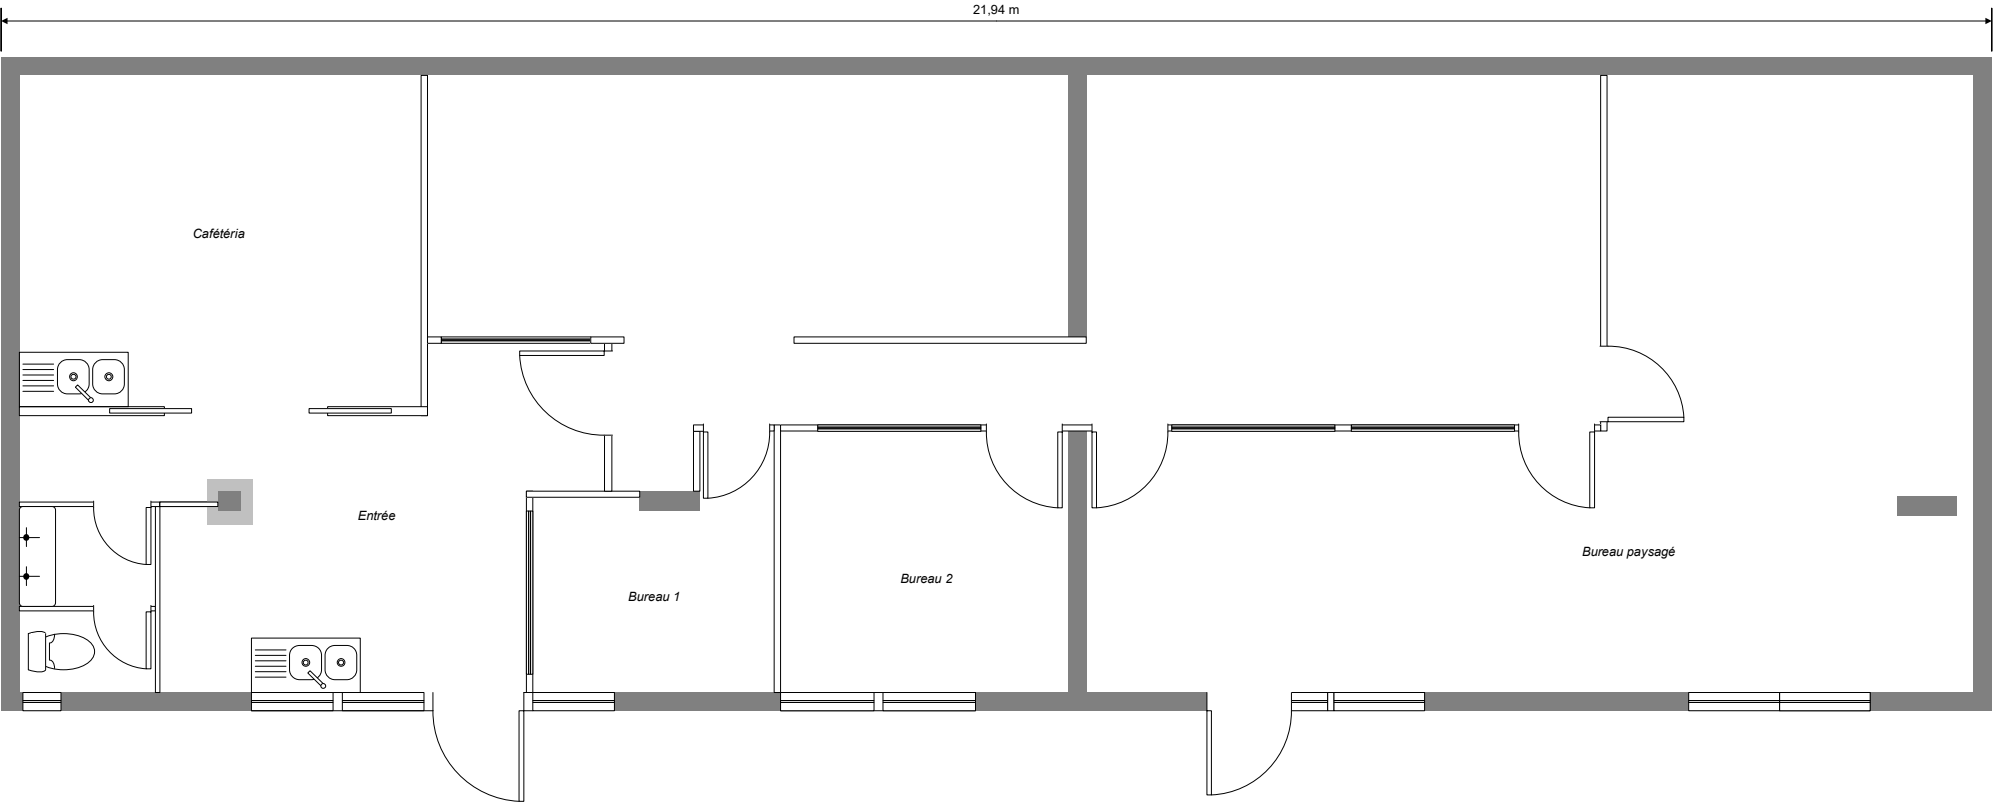 21,94 m
Cafétéria
Entrée
Bureau paysagé
Bureau 2
Bureau 1